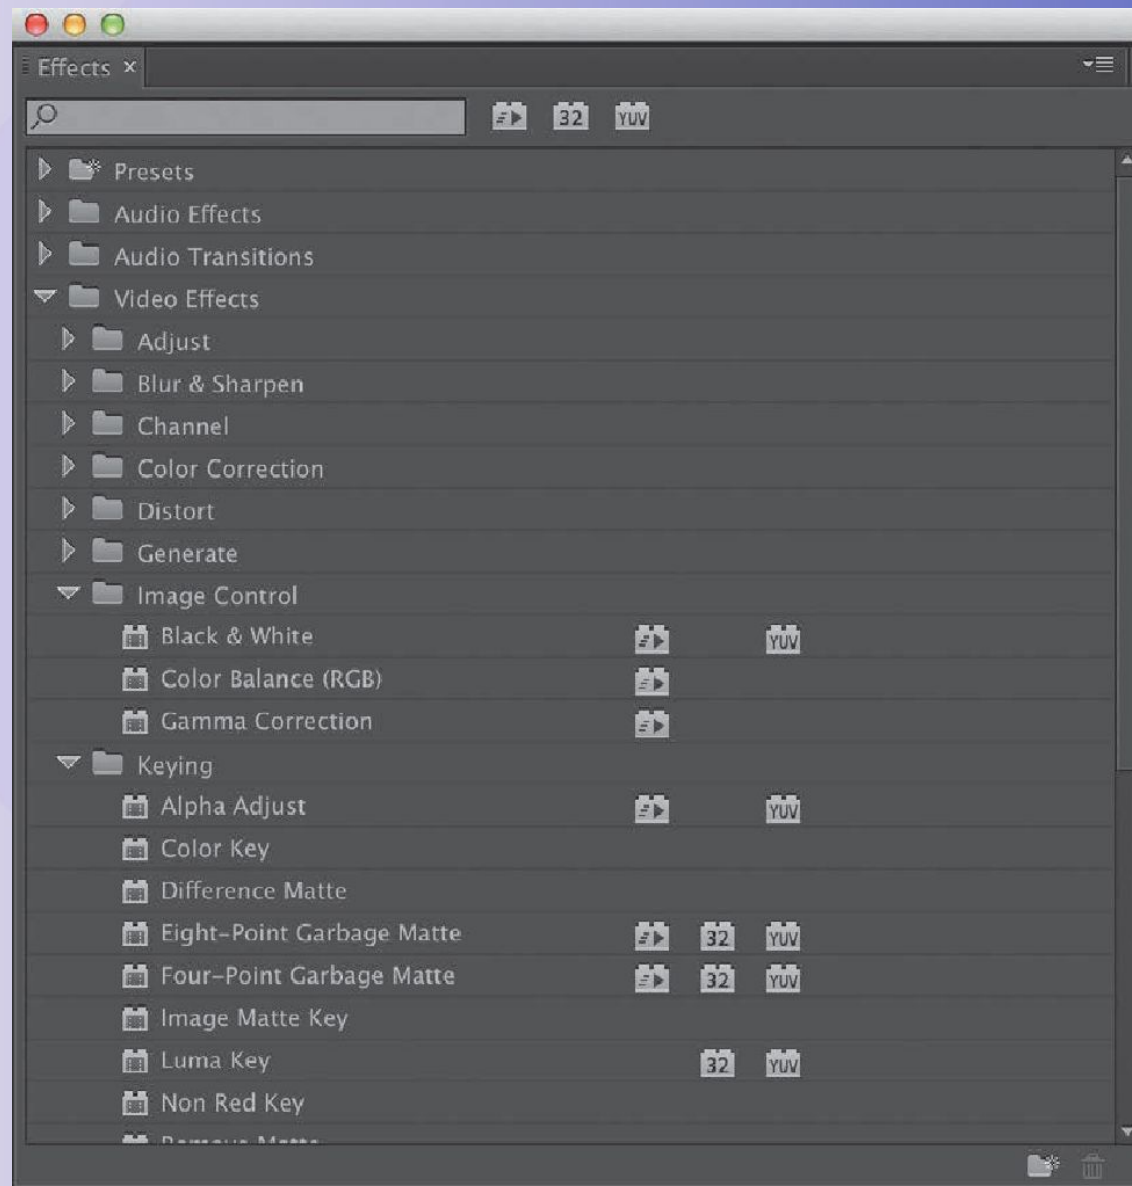 Effects ×
32 YUV
Presets
Audio Effects
Audio Transitions
Video Effects
Adjust
Blur & Sharpen
Channel
Color Correction
Distort
Generate
Image Control
Black & White YUV
Color Balance (RGB)
Gamma Correction
Keying
Alpha Adjust YUV
Color Key
Difference Matte
Eight-Point Garbage Matte 32 YUV
Four-Point Garbage Matte 32 YUV
Image Matte Key
Luma Key 32 YUV
Non Red Key
Remove Matte